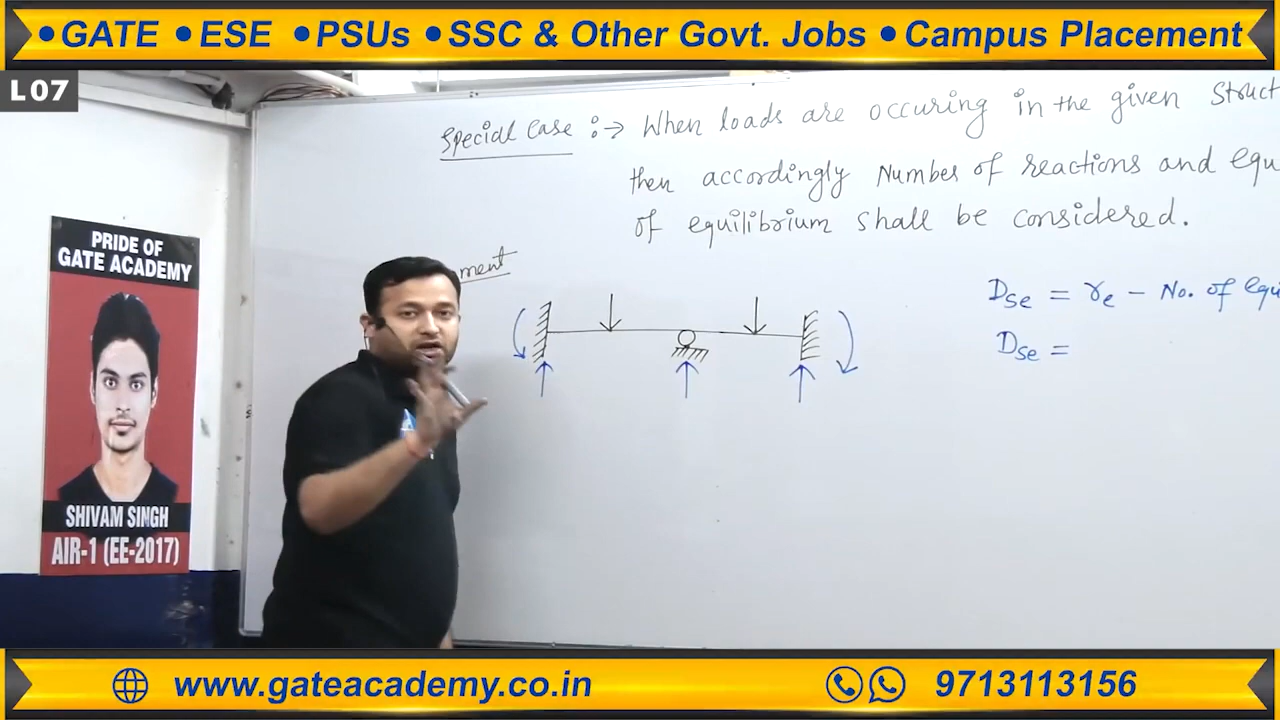 •GATE •ESE •PSUs •SSC & Other Govt. Jobs •Campus Placement
L 07
Special Case :→ When loads are occuring in the given Struct
then accordingly Number of reactions and equ
of equilibrium shall be considered.
PRIDE OF
GATE ACADEMY
ment
Dse = re - No. of equi
Dse =
SHIVAM SINGH
AIR-1 (EE-2017)
www.gateacademy.co.in
9713113156